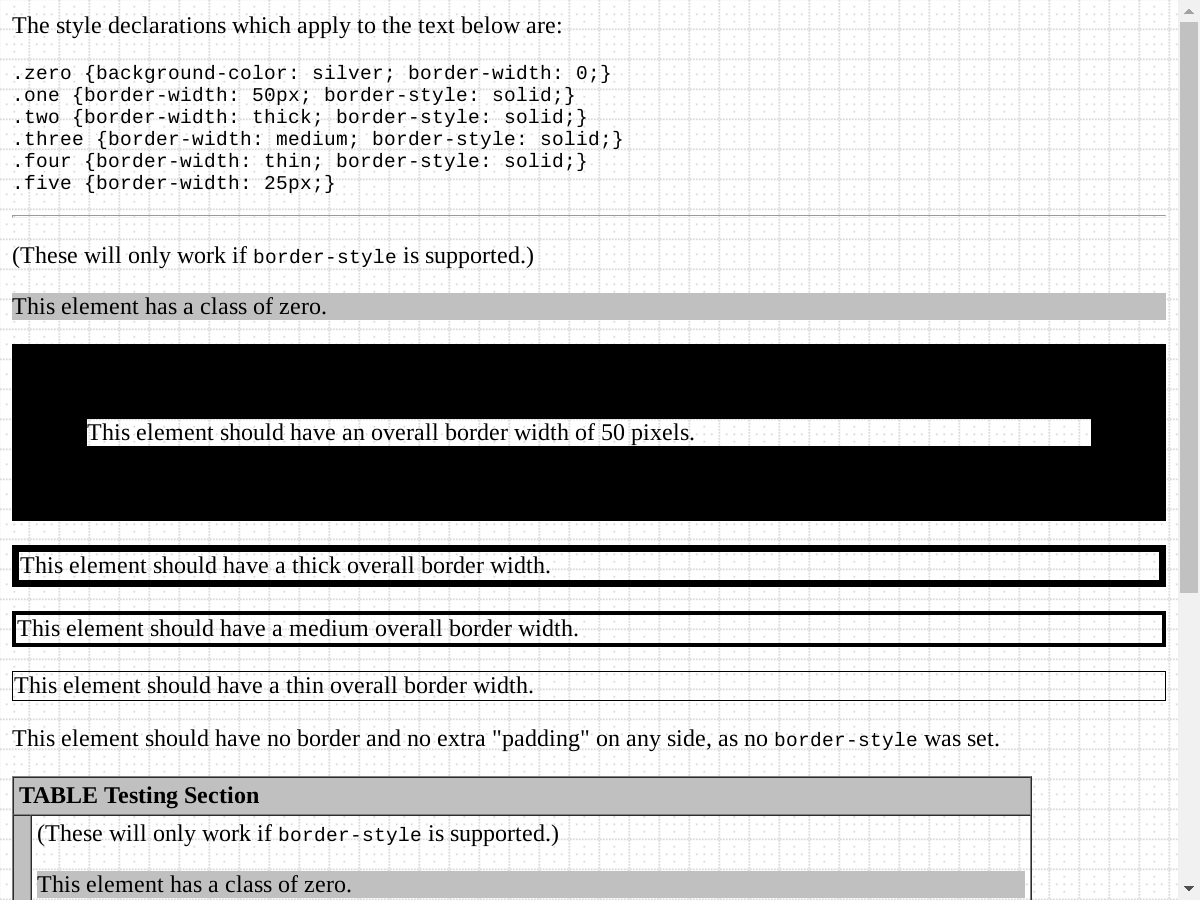 The style declarations which apply to the text below are:
.zero {background-color: silver; border-width: 0;}
.one {border-width: 50px; border-style: solid;}
.two {border-width: thick; border-style: solid;}
.three {border-width: medium; border-style: solid;}
.four {border-width: thin; border-style: solid;}
.five {border-width: 25px;}
(These will only work if border-style is supported.)
This element has a class of zero.
This element should have an overall border width of 50 pixels.
This element should have a thick overall border width.
This element should have a medium overall border width.
This element should have a thin overall border width.
This element should have no border and no extra "padding" on any side, as no border-style was set.
TABLE Testing Section
(These will only work if border-style is supported.)
This element has a class of zero.